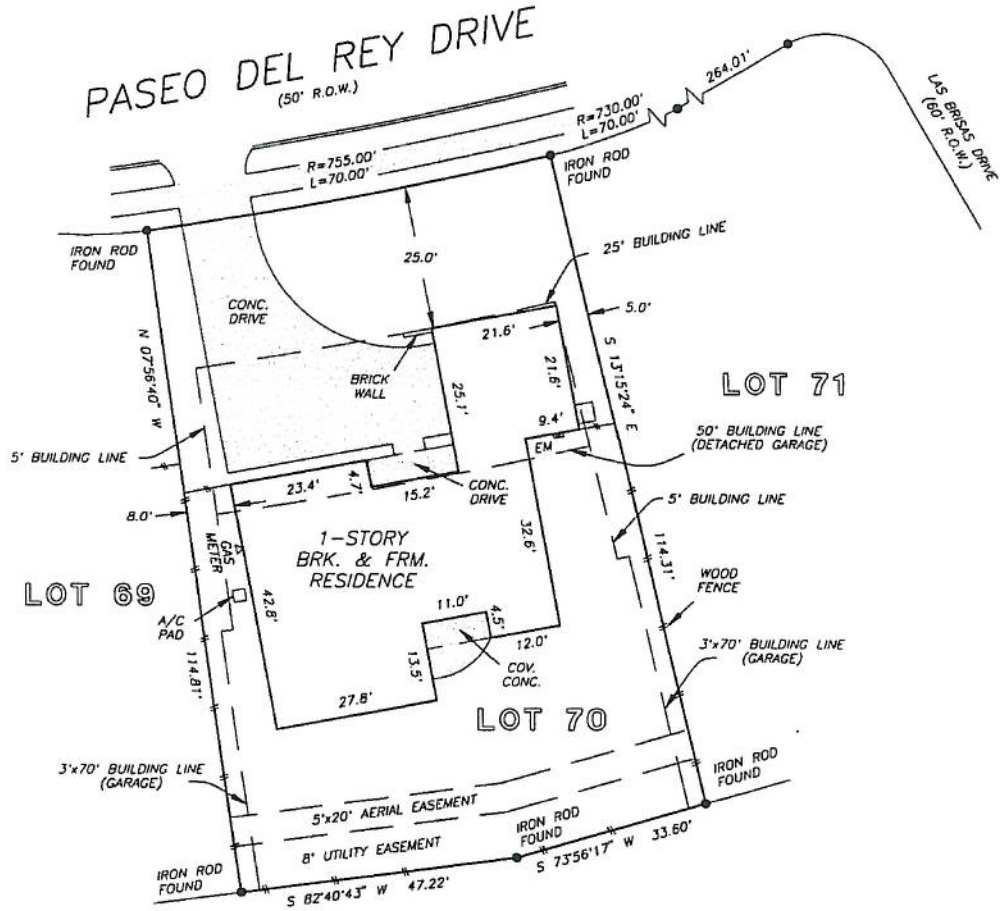 PASEO DEL REY DRIVE
(50' R.O.W.)
264.01'
LAS BRISAS DRIVE
(60' R.O.W.)
R=730.00'
L=70.00'
R=755.00'
L=70.00'
IRON ROD
FOUND
IRON ROD
FOUND
25' BUILDING LINE
25.0'
5.0'
CONC.
DRIVE
21.6'
N 07°56'40" W
S 13°15'24" E
BRICK
WALL
21.6'
LOT 71
25.1'
9.4'
50' BUILDING LINE
(DETACHED GARAGE)
EM
5' BUILDING LINE
23.4'
4.7'
15.2'
CONC.
DRIVE
5' BUILDING LINE
8.0'
GAS
METER
1-STORY
BRK. & FRM.
RESIDENCE
32.6'
114.31'
WOOD
FENCE
LOT 69
A/C
PAD
42.8'
11.0'
4.5'
12.0'
3'x70' BUILDING LINE
(GARAGE)
114.81'
13.5'
COV.
CONC.
27.8'
LOT 70
3'x70' BUILDING LINE
(GARAGE)
IRON ROD
FOUND
5'x20' AERIAL EASEMENT
IRON ROD
FOUND
8' UTILITY EASEMENT
IRON ROD
FOUND
S 73°56'17" W 33.60'
S 82°40'43" W 47.22'